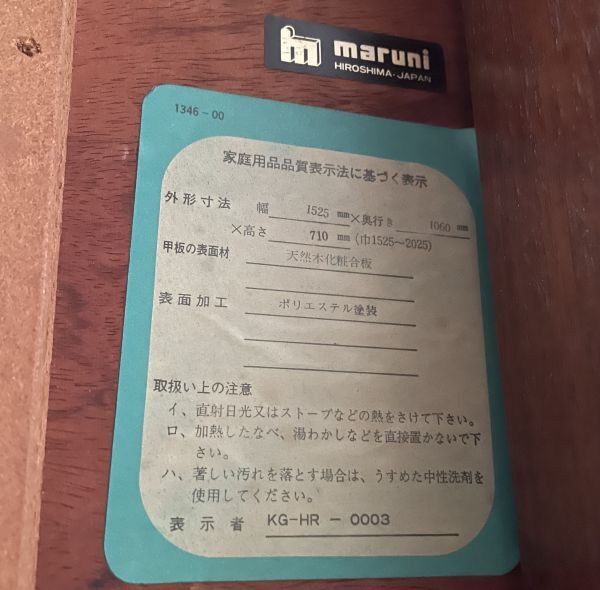 maruni
HIROSHIMA-JAPAN
1346-00
家庭用品品質表示法に基づく表示
外形寸法 幅 1525 mm×奥行き 1060 mm
×高さ 710 mm (巾1525~2025)
甲板の表面材 天然木化粧合板
表面加工 ポリエステル塗装
取扱い上の注意
イ、直射日光又はストーブなどの熱をさけて下さい。
ロ、加熱したなべ、湯わかしなどを直接置かないで下
さい。
ハ、著しい汚れを落とす場合は、うすめた中性洗剤を
使用してください。
表示者 KG-HR-0003